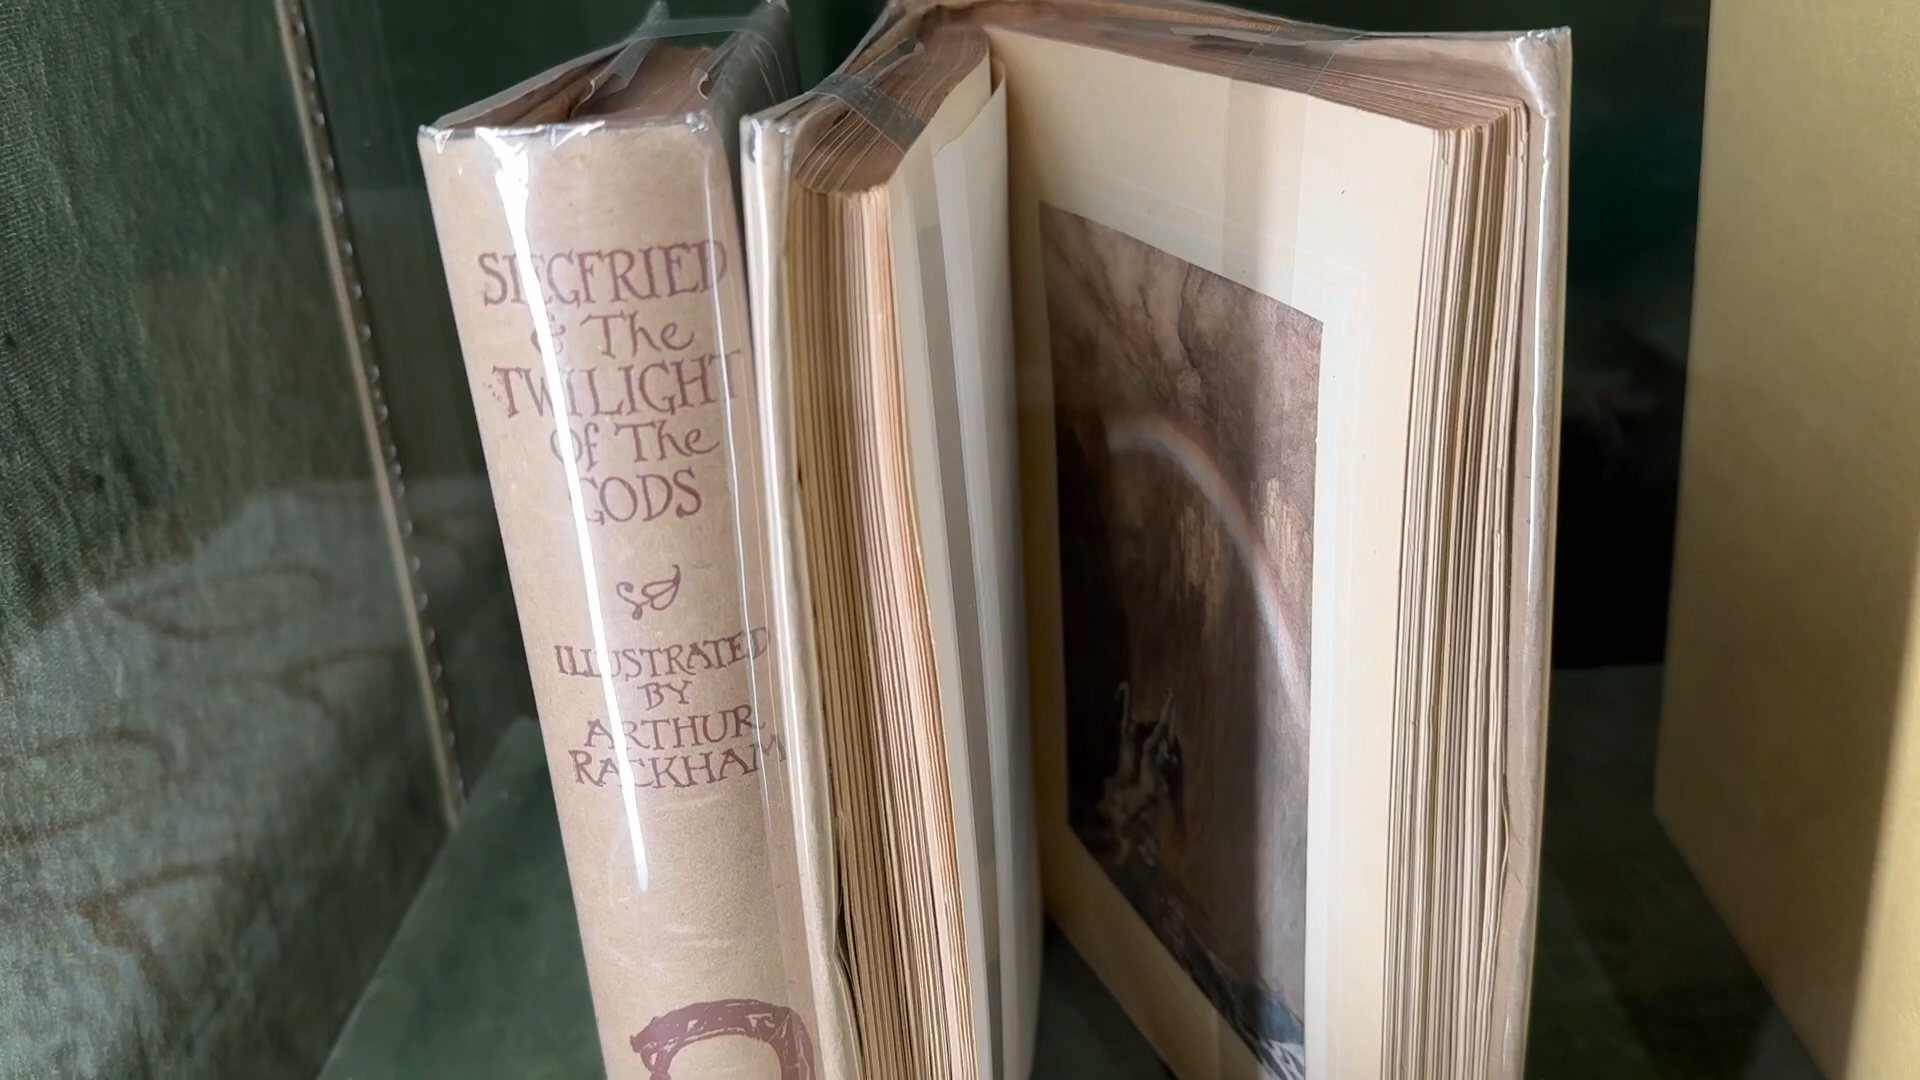 SIEGFRIED
& The
TWILIGHT
Of The
GODS
ILLUSTRATED
BY
ARTHUR
RACKHAM